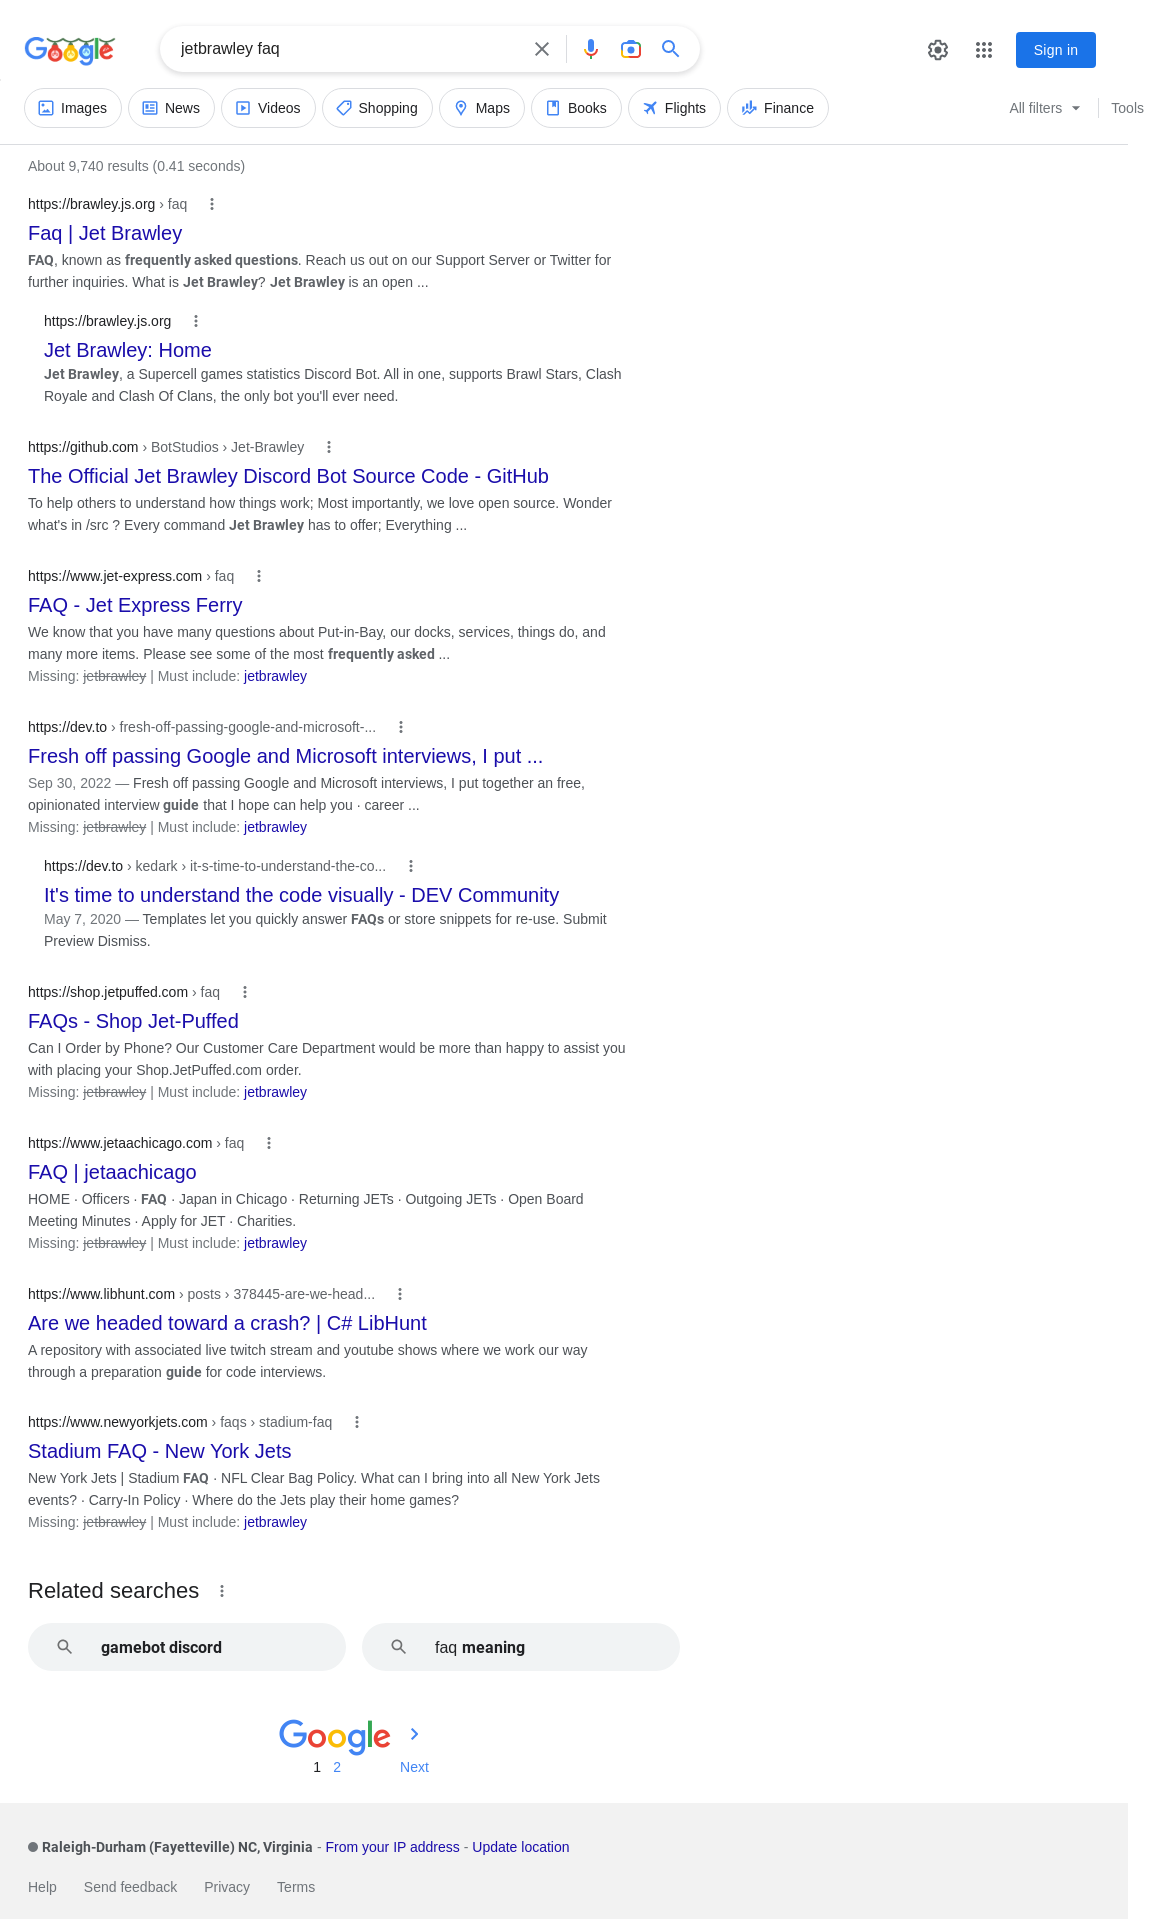 Google
jetbrawley faq
Sign in
Images
News
Videos
Shopping
Maps
Books
Flights
Finance
All filters
Tools
About 9,740 results (0.41 seconds)
https://brawley.js.org › faq
Faq | Jet Brawley
FAQ, known as frequently asked questions. Reach us out on our Support Server or Twitter for
further inquiries. What is Jet Brawley? Jet Brawley is an open ...
https://brawley.js.org
Jet Brawley: Home
Jet Brawley, a Supercell games statistics Discord Bot. All in one, supports Brawl Stars, Clash
Royale and Clash Of Clans, the only bot you'll ever need.
https://github.com › BotStudios › Jet-Brawley
The Official Jet Brawley Discord Bot Source Code - GitHub
To help others to understand how things work; Most importantly, we love open source. Wonder
what's in /src ? Every command Jet Brawley has to offer; Everything ...
https://www.jet-express.com › faq
FAQ - Jet Express Ferry
We know that you have many questions about Put-in-Bay, our docks, services, things do, and
many more items. Please see some of the most frequently asked ...
Missing: jetbrawley | Must include: jetbrawley
https://dev.to › fresh-off-passing-google-and-microsoft-...
Fresh off passing Google and Microsoft interviews, I put ...
Sep 30, 2022 — Fresh off passing Google and Microsoft interviews, I put together an free,
opinionated interview guide that I hope can help you · career ...
Missing: jetbrawley | Must include: jetbrawley
https://dev.to › kedark › it-s-time-to-understand-the-co...
It's time to understand the code visually - DEV Community
May 7, 2020 — Templates let you quickly answer FAQs or store snippets for re-use. Submit
Preview Dismiss.
https://shop.jetpuffed.com › faq
FAQs - Shop Jet-Puffed
Can I Order by Phone? Our Customer Care Department would be more than happy to assist you
with placing your Shop.JetPuffed.com order.
Missing: jetbrawley | Must include: jetbrawley
https://www.jetaachicago.com › faq
FAQ | jetaachicago
HOME · Officers · FAQ · Japan in Chicago · Returning JETs · Outgoing JETs · Open Board
Meeting Minutes · Apply for JET · Charities.
Missing: jetbrawley | Must include: jetbrawley
https://www.libhunt.com › posts › 378445-are-we-head...
Are we headed toward a crash? | C# LibHunt
A repository with associated live twitch stream and youtube shows where we work our way
through a preparation guide for code interviews.
https://www.newyorkjets.com › faqs › stadium-faq
Stadium FAQ - New York Jets
New York Jets | Stadium FAQ · NFL Clear Bag Policy. What can I bring into all New York Jets
events? · Carry-In Policy · Where do the Jets play their home games?
Missing: jetbrawley | Must include: jetbrawley
Related searches
gamebot discord
faq meaning
Google
1 2 Next
Raleigh-Durham (Fayetteville) NC, Virginia - From your IP address - Update location
Help Send feedback Privacy Terms